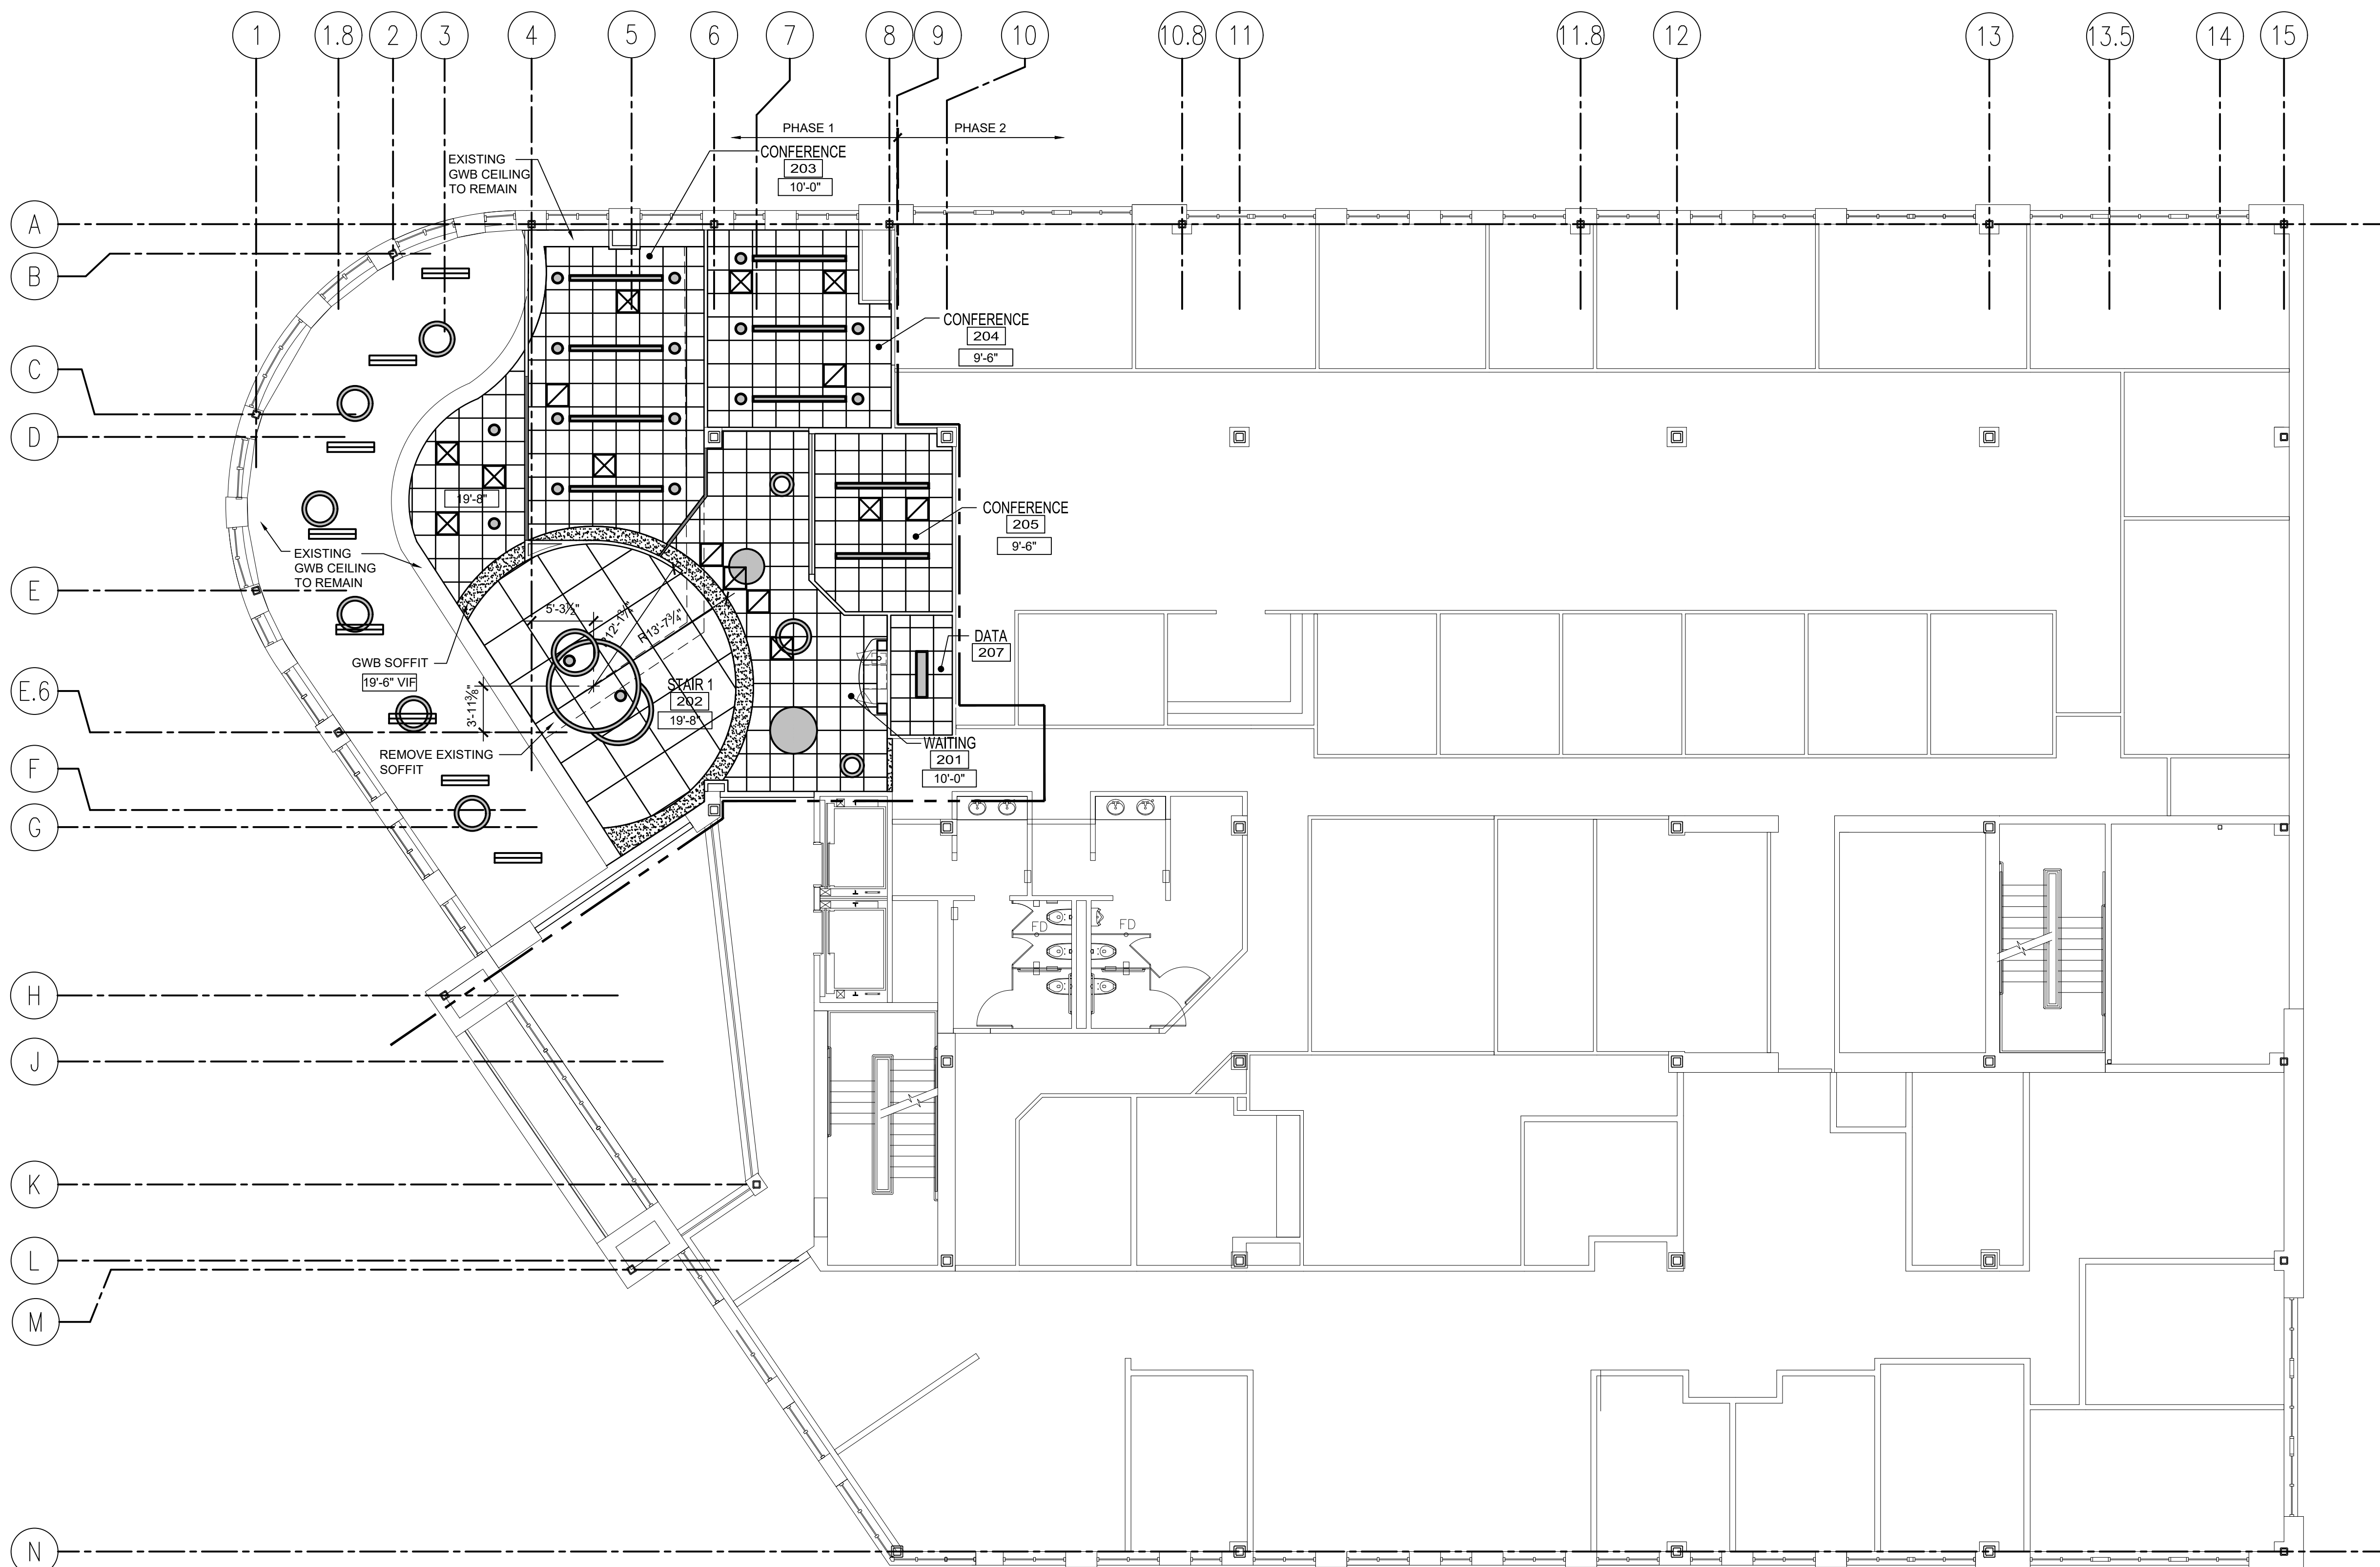 1
1.8
2
3
4
5
6
7
8
9
10
10.8
11
11.8
12
13
13.5
14
15
PHASE 1
PHASE 2
EXISTING
GWB CEILING
TO REMAIN
CONFERENCE
203
10'-0"
A
B
CONFERENCE
204
9'-6"
C
D
19'-8"
CONFERENCE
205
9'-6"
EXISTING
GWB CEILING
TO REMAIN
E
5'-3½"
R13'-7¾"
DATA
207
GWB SOFFIT
19'-6" VIF
E.6
3'-11⅜"
STAIR 1
202
19'-8"
REMOVE EXISTING
SOFFIT
WAITING
201
10'-0"
F
G
FD
FD
H
J
K
L
M
N